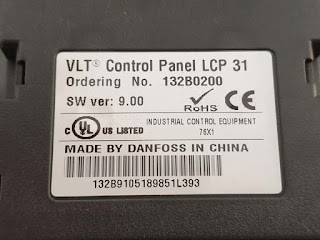 VLT® Control Panel LCP 31
Ordering No. 132B0200
SW ver: 9.00
RoHS CE
c UL US LISTED
INDUSTRIAL CONTROL EQUIPMENT
76X1
MADE BY DANFOSS IN CHINA
132B9105189851L393